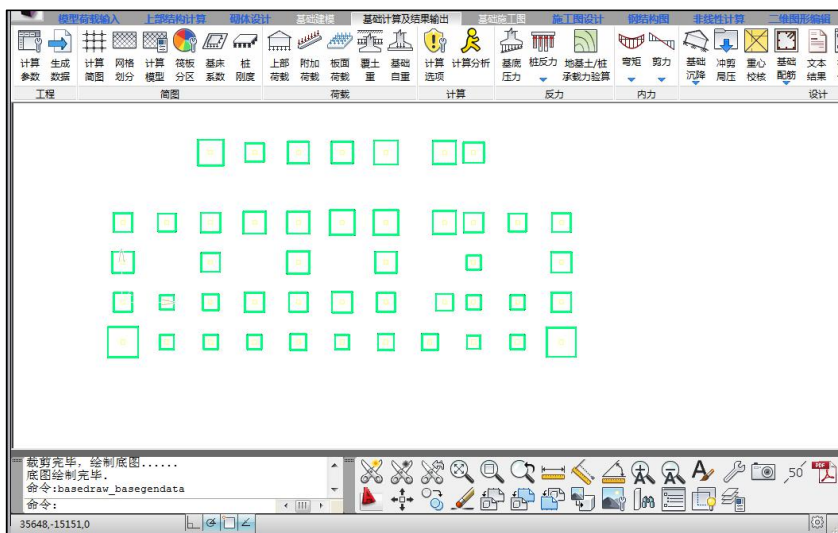 模型荷载输入 上部结构计算 砌体设计 基础建模 基础计算及结果输出 基础施工图 施工图设计 钢结构图 非线性计算 二维图形编辑
计算 生成 计算 网格 计算 筏板 基床 桩 上部 附加 板面 覆土 基础 计算 计算分析 基底 桩反力 地基土/桩 弯矩 剪力 基础 冲剪 重心 基础 文本
参数 数据 简图 划分 模型 分区 系数 刚度 荷载 荷载 荷载 重 自重 选项 压力 承载力验算 沉降 局压 校核 配筋 结果
工程 简图 荷载 计算 反力 内力 设计
裁剪完毕, 绘制底图......
底图绘制完毕.
命令:basedraw_basegendata
命令:
35648,-15151,0
50
PDF